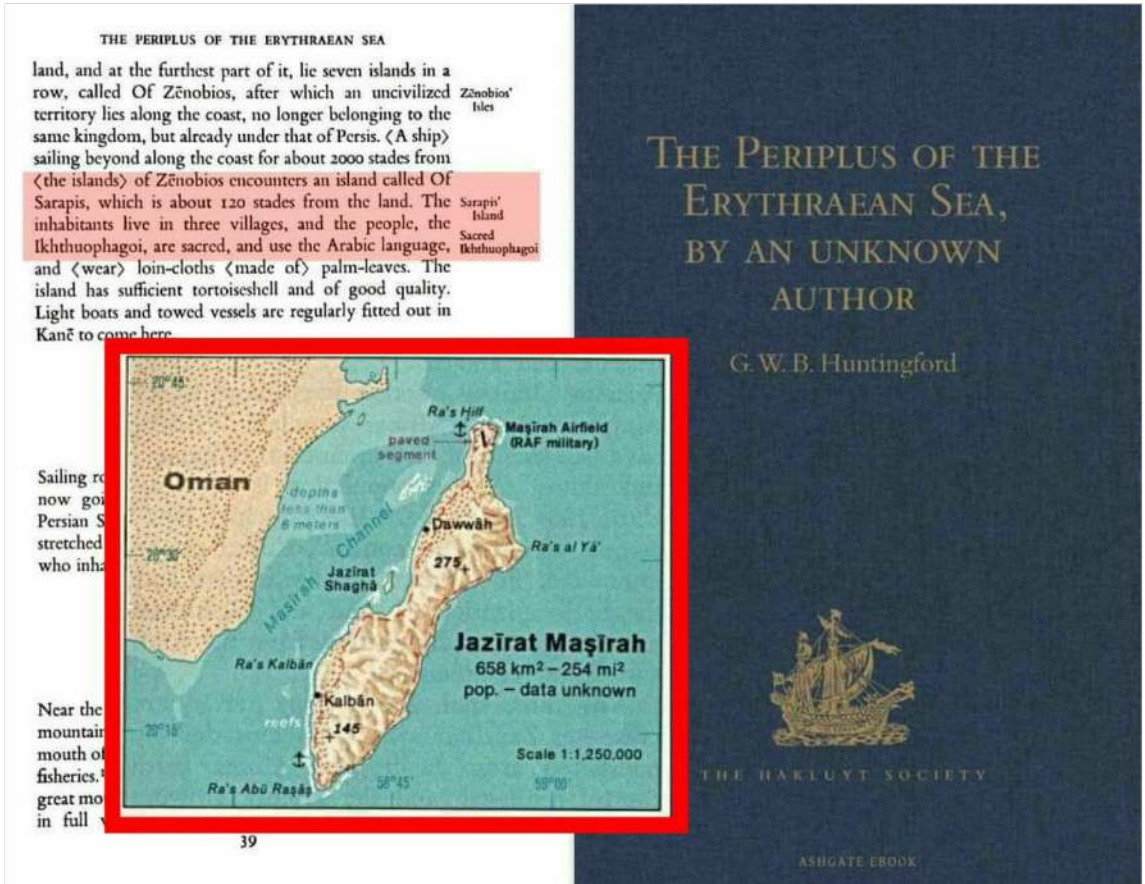 THE PERIPLUS OF THE ERYTHRAEAN SEA
land, and at the furthest part of it, lie seven islands in a
row, called Of Zēnobios, after which an uncivilized
territory lies along the coast, no longer belonging to the
same kingdom, but already under that of Persis. ⟨A ship⟩
sailing beyond along the coast for about 2000 stades from
⟨the islands⟩ of Zēnobios encounters an island called Of
Sarapis, which is about 120 stades from the land. The
inhabitants live in three villages, and the people, the
Ikhthuophagoi, are sacred, and use the Arabic language,
and ⟨wear⟩ loin-cloths ⟨made of⟩ palm-leaves. The
island has sufficient tortoiseshell and of good quality.
Light boats and towed vessels are regularly fitted out in
Kanē to come here.
Zēnobios'
Isles
Sarapis'
Island
Sacred
Ikhthuophagoi
Sailing
now
Persian S
stretched
who
Near the
mountain
mouth of
fisheries.
great
in full
39
20°45'
Oman
Ra's Hilf
Maşīrah Airfield
(RAF military)
paved
segment
depths
less than
6 meters
Masirah Channel
Dawwāh
20°30'
275
Ra's al Yā'
Jazīrat
Shaghā
Jazīrat Maşīrah
658 km² – 254 mi²
pop. – data unknown
Ra's Kalbān
Kalbān
reefs
145
20°15'
Scale 1:1,250,000
Ra's Abū Raşāş
58°45'
59°00'
THE PERIPLUS OF THE
ERYTHRAEAN SEA,
BY AN UNKNOWN
AUTHOR
G. W. B. Huntingford
THE HAKLUYT SOCIETY
ASHGATE EBOOK